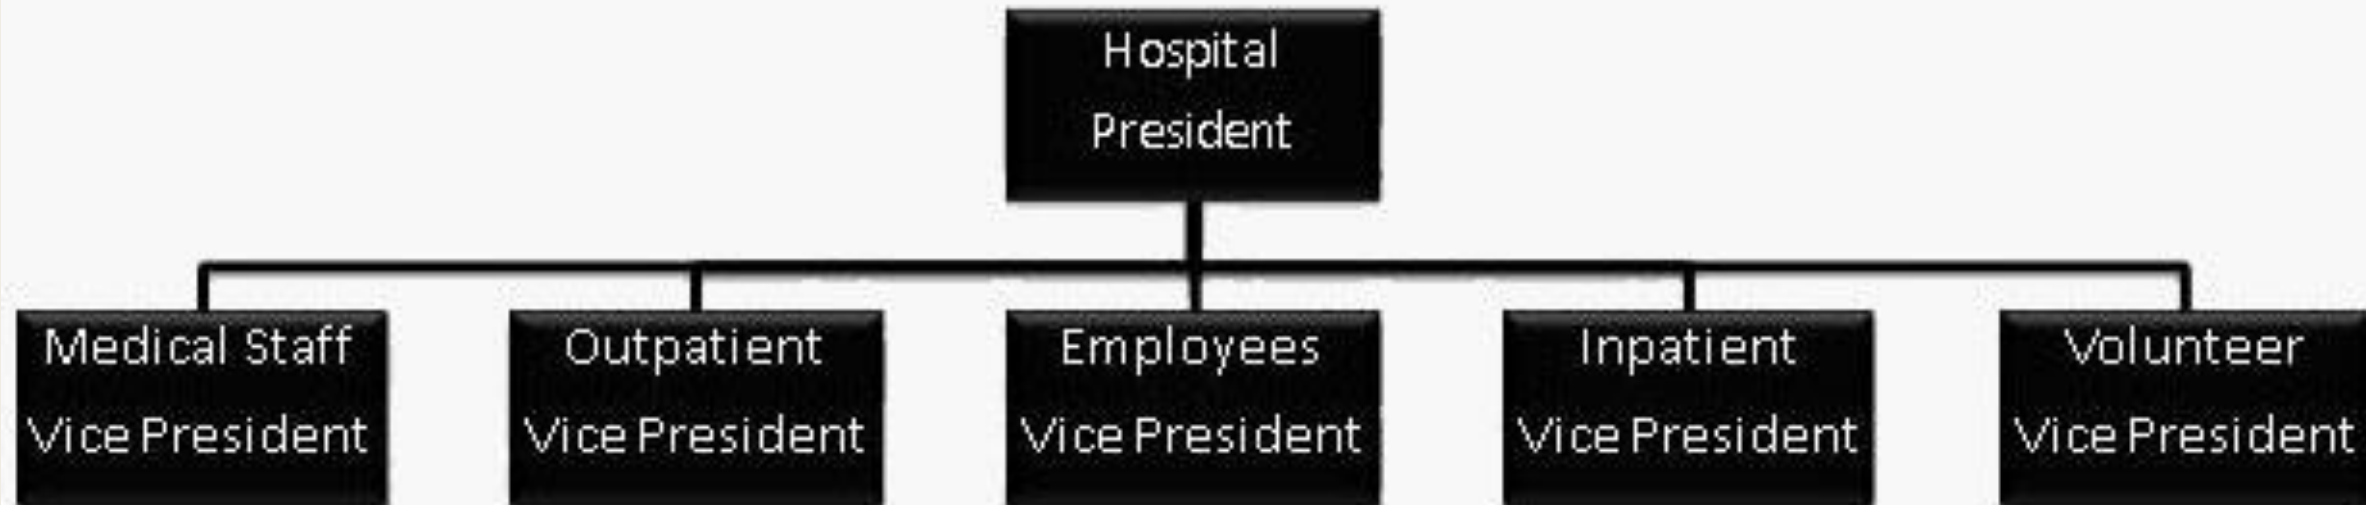 Hospital
President
Medical Staff
Vice President
Outpatient
Vice President
Employees
Vice President
Inpatient
Vice President
Volunteer
Vice President